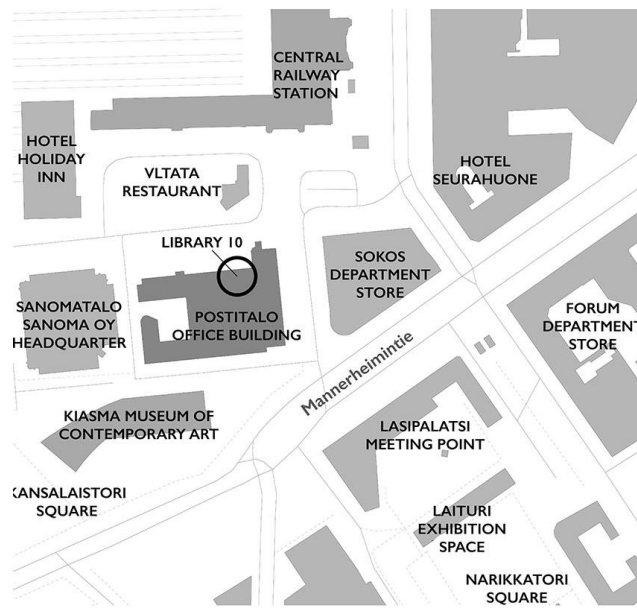 CENTRAL
RAILWAY
STATION
HOTEL
HOLIDAY
INN
VLTATA
RESTAURANT
HOTEL
SEURAHUONE
LIBRARY 10
SOKOS
DEPARTMENT
STORE
SANOMATALO
SANOMA OY
HEADQUARTER
POSTITALO
OFFICE BUILDING
FORUM
DEPARTMENT
STORE
Mannerheimintie
KIASMA MUSEUM OF
CONTEMPORARY ART
LASIPALATSI
MEETING POINT
KANSALAISTORI
SQUARE
LAITURI
EXHIBITION
SPACE
NARIKKATORI
SQUARE